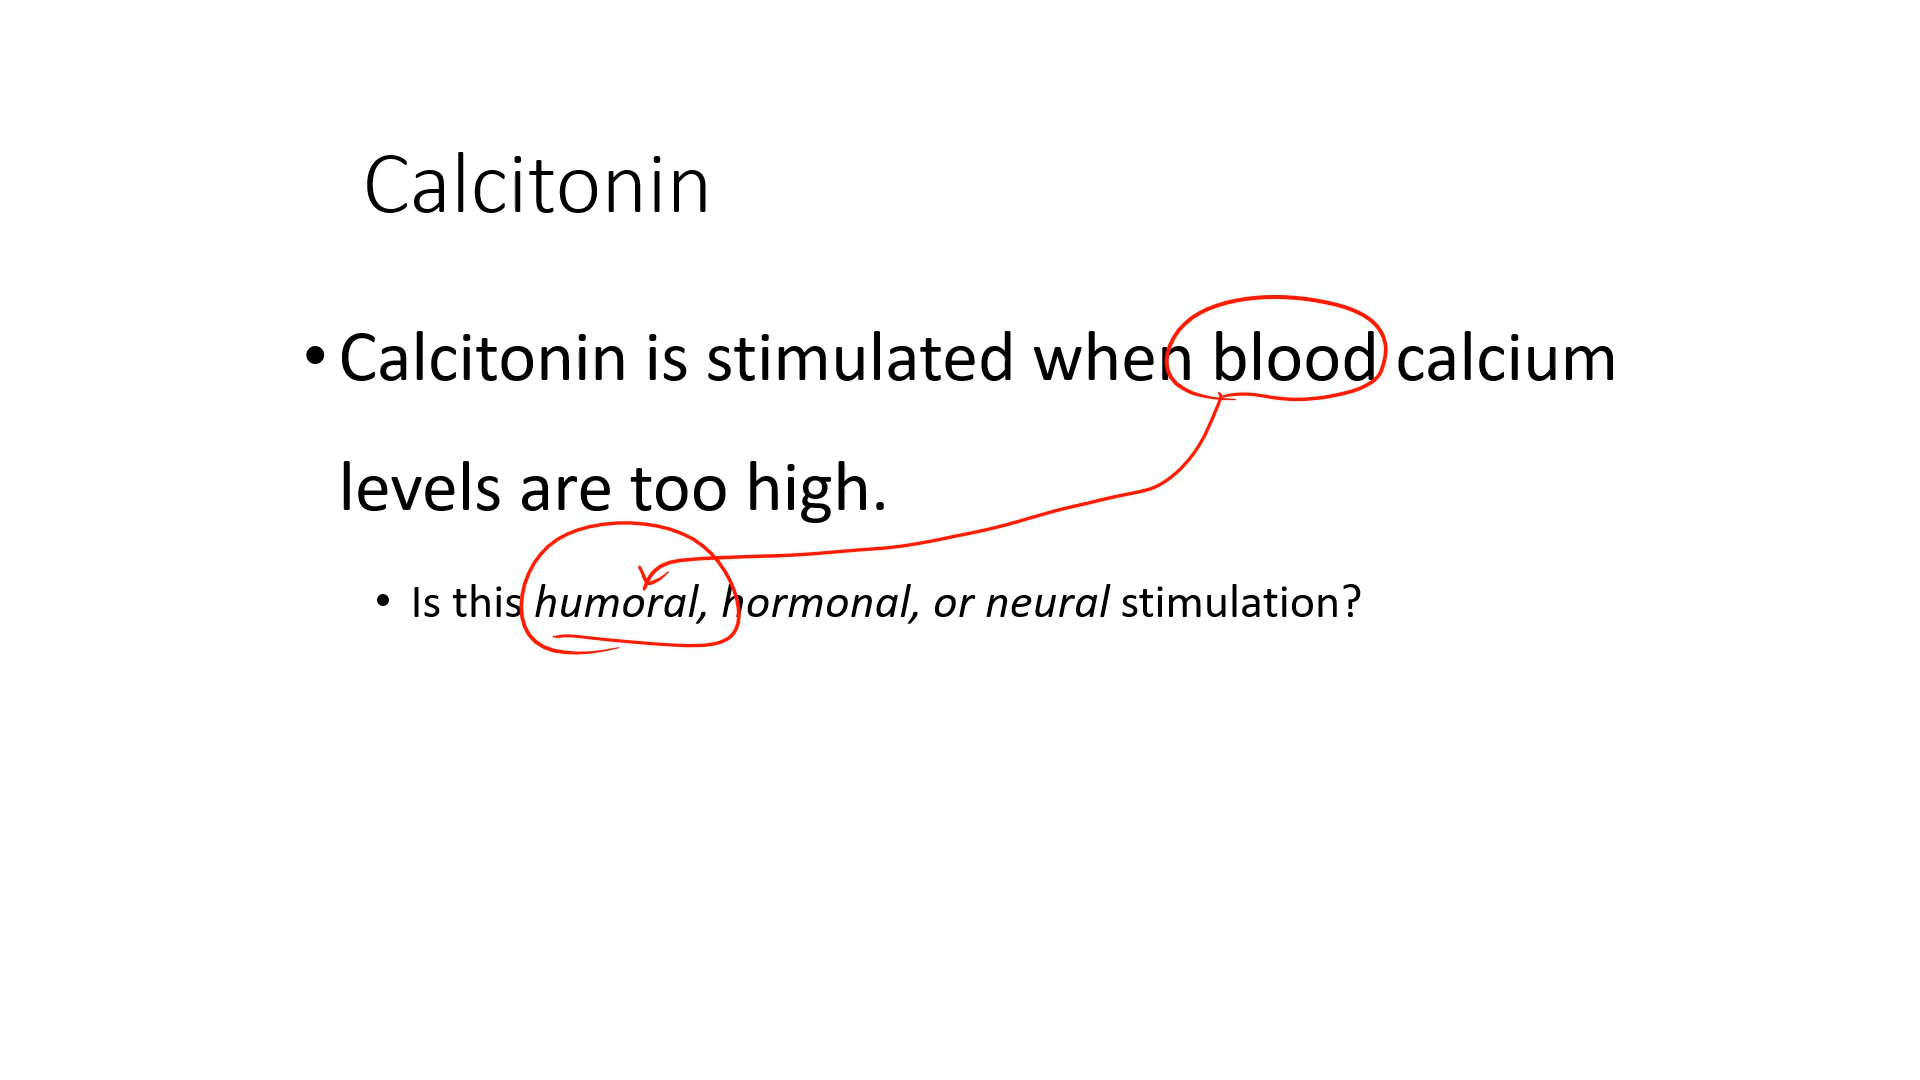 Calcitonin
• Calcitonin is stimulated when blood calcium
levels are too high.
• Is this humoral, hormonal, or neural stimulation?